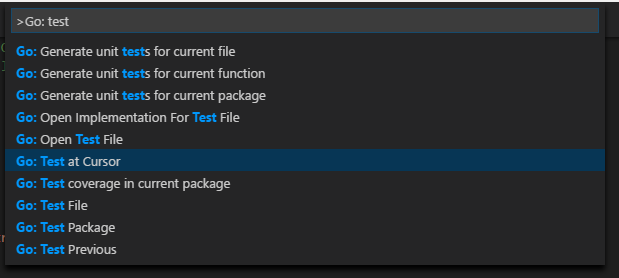 >Go: test
Go: Generate unit tests for current file
Go: Generate unit tests for current function
Go: Generate unit tests for current package
Go: Open Implementation For Test File
Go: Open Test File
Go: Test at Cursor
Go: Test coverage in current package
Go: Test File
Go: Test Package
Go: Test Previous